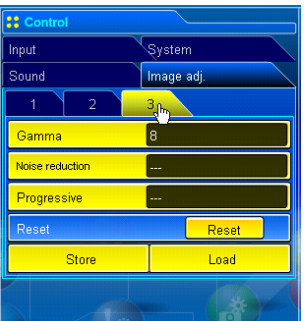 Control
Input System
Sound Image adj.
1 2 3
Gamma 8
Noise reduction ---
Progressive ---
Reset Reset
Store Load